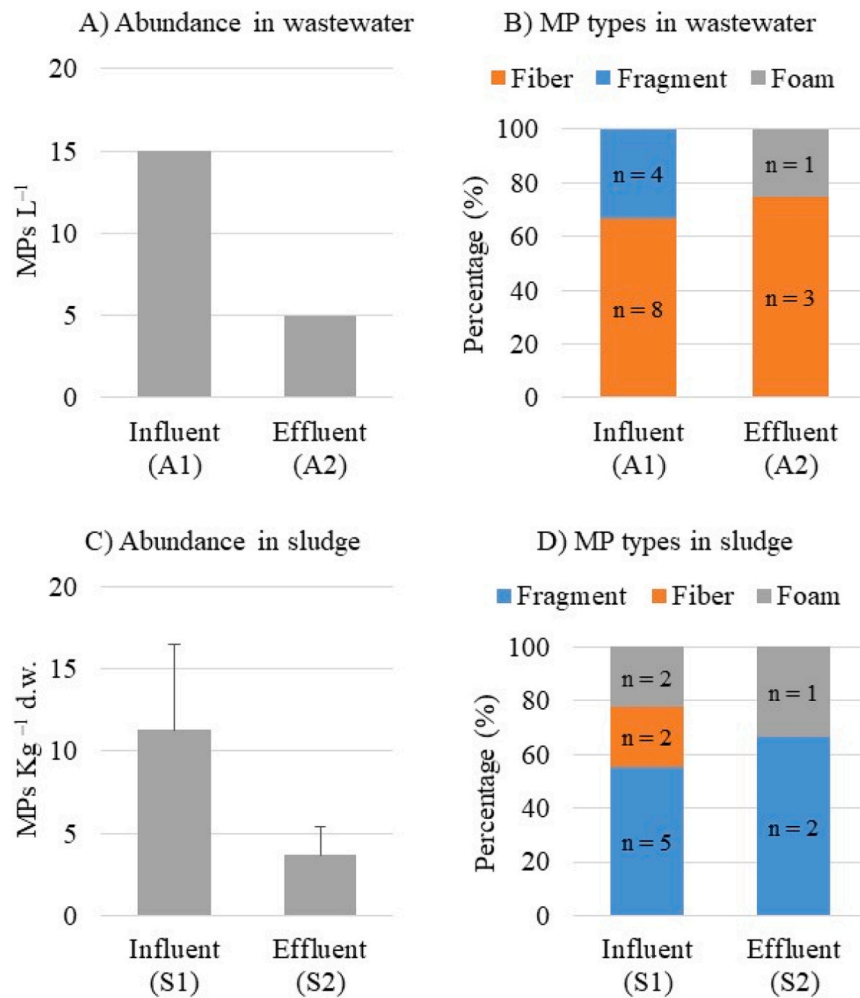 A) Abundance in wastewater
20
15
10
5
0
MPs L⁻¹
Influent
(A1)
Effluent
(A2)
B) MP types in wastewater
Fiber Fragment Foam
100
80
60
40
20
0
Percentage (%)
n = 4
n = 8
n = 1
n = 3
Influent
(A1)
Effluent
(A2)
C) Abundance in sludge
20
15
10
5
0
MPs Kg ⁻¹ d.w.
Influent
(S1)
Effluent
(S2)
D) MP types in sludge
Fragment Fiber Foam
100
80
60
40
20
0
Percentage (%)
n = 2
n = 2
n = 5
n = 1
n = 2
Influent
(S1)
Effluent
(S2)